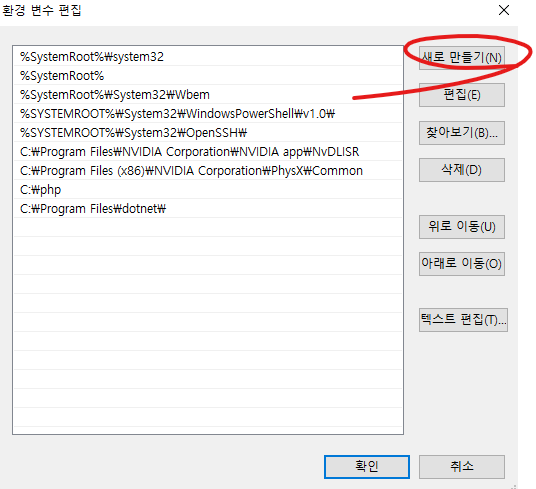 환경 변수 편집
%SystemRoot%₩system32
%SystemRoot%
%SystemRoot%₩System32₩Wbem
%SYSTEMROOT%₩System32₩WindowsPowerShell₩v1.0₩
%SYSTEMROOT%₩System32₩OpenSSH₩
C:₩Program Files₩NVIDIA Corporation₩NVIDIA app₩NvDLISR
C:₩Program Files (x86)₩NVIDIA Corporation₩PhysX₩Common
C:₩php
C:₩Program Files₩dotnet₩
새로 만들기(N)
편집(E)
찾아보기(B)...
삭제(D)
위로 이동(U)
아래로 이동(O)
텍스트 편집(T)...
확인
취소